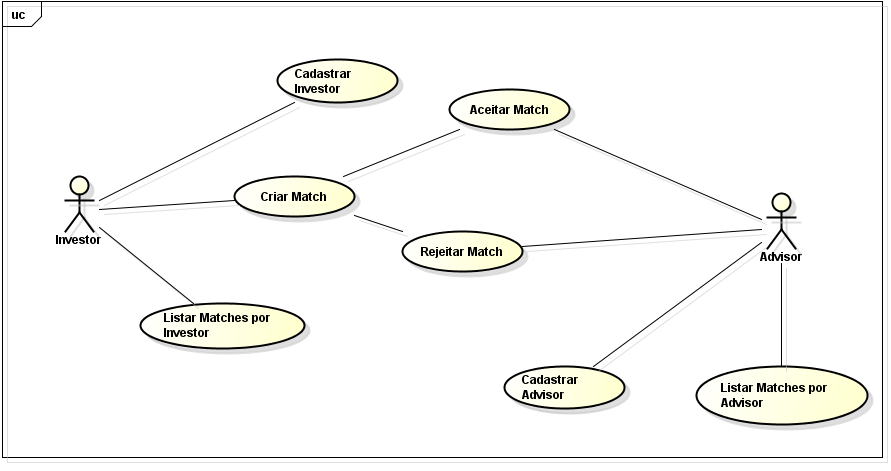 uc
Cadastrar
Investor
Aceitar Match
Criar Match
Investor
Rejeitar Match
Advisor
Listar Matches por
Investor
Cadastrar
Advisor
Listar Matches por
Advisor